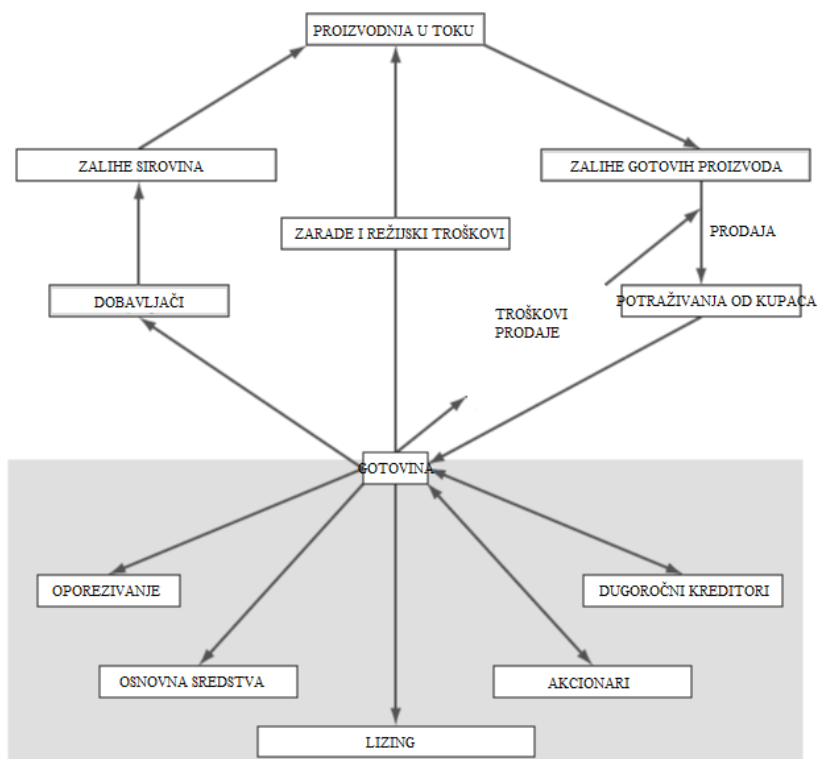 PROIZVODNJA U TOKU
ZALIHE SIROVINA
ZALIHE GOTOVIH PROIZVODA
ZARADE I REŽIJSKI TROŠKOVI
PRODAJA
DOBAVLJAČI
TROŠKOVI
PRODAJE
POTRAŽIVANJA OD KUPACA
GOTOVINA
OPOREZIVANJE
DUGOROČNI KREDITORI
OSNOVNA SREDSTVA
AKCIONARI
LIZING